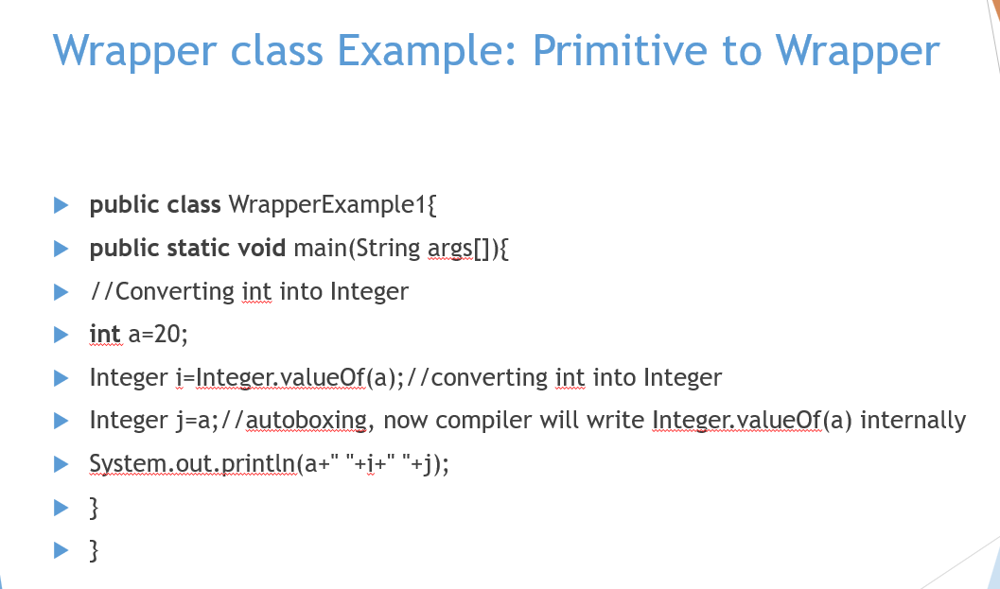 Wrapper class Example: Primitive to Wrapper
public class WrapperExample1{
public static void main(String args[]){
//Converting int into Integer
int a=20;
Integer i=Integer.valueOf(a);//converting int into Integer
Integer j=a;//autoboxing, now compiler will write Integer.valueOf(a) internally
System.out.println(a+" "+i+" "+j);
}
}